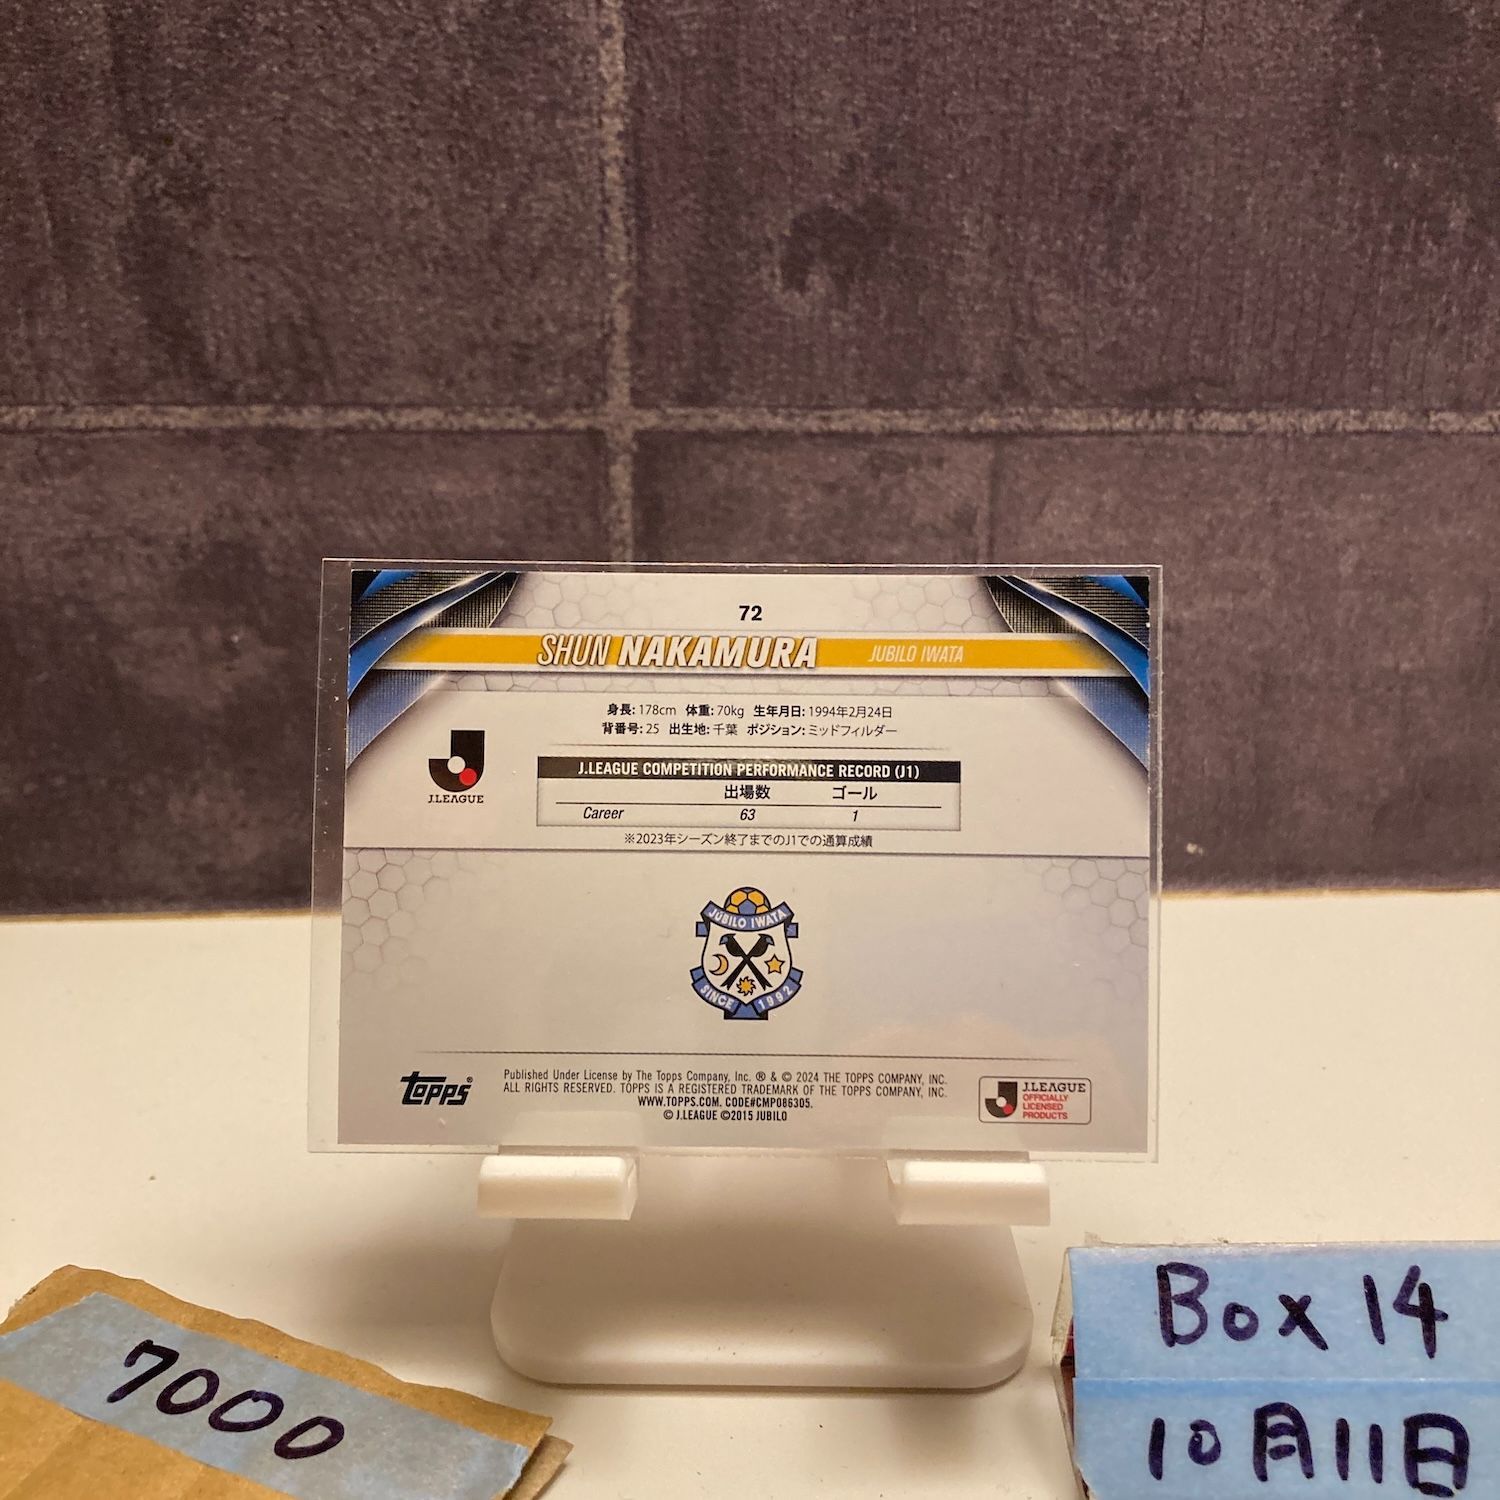 72
SHUN NAKAMURA JUBILO IWATA
身長: 178cm 体重: 70kg 生年月日: 1994年2月24日
背番号: 25 出生地: 千葉 ポジション: ミッドフィルダー
J.LEAGUE
J.LEAGUE COMPETITION PERFORMANCE RECORD (J1)
出場数 ゴール
Career 63 1
※2023年シーズン終了までのJ1での通算成績
JUBILO IWATA
SINCE 1992
topps®
Published Under License by The Topps Company, Inc. ® & © 2024 THE TOPPS COMPANY, INC.
ALL RIGHTS RESERVED. TOPPS IS A REGISTERED TRADEMARK OF THE TOPPS COMPANY, INC.
WWW.TOPPS.COM. CODE#CMP086305.
© J.LEAGUE ©2015 JUBILO
J.LEAGUE
OFFICIALLY
LICENSED
PRODUCTS
7000
Box 14
10月11日